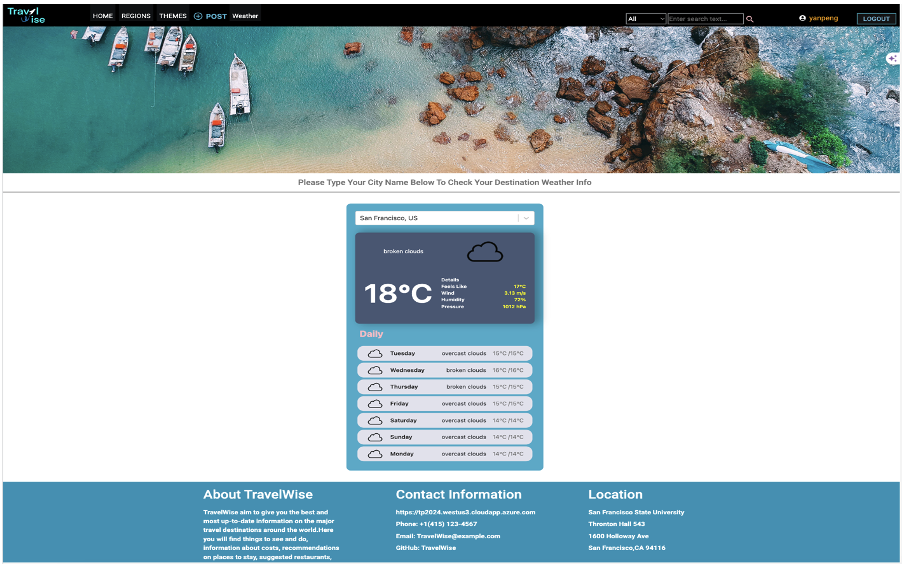 Travel
Wise
HOME REGIONS THEMES POST Weather
All
Enter search text...
yanpeng
LOGOUT
Please Type Your City Name Below To Check Your Destination Weather Info
San Francisco, US
broken clouds
18°C
Details
Feels Like 17°C
Wind 3.13 m/s
Humidity 72%
Pressure 1012 hPa
Daily
Tuesday overcast clouds 15°C /15°C
Wednesday broken clouds 16°C /16°C
Thursday broken clouds 15°C /15°C
Friday overcast clouds 15°C /15°C
Saturday overcast clouds 14°C /14°C
Sunday overcast clouds 14°C /14°C
Monday overcast clouds 14°C /14°C
About TravelWise
TravelWise aim to give you the best and
most up-to-date information on the major
travel destinations around the world.Here
you will find things to see and do,
information about costs, recommendations
on places to stay, suggested restaurants,
Contact Information
https://tp2024.westus3.cloudapp.azure.com
Phone: +1(415) 123-4567
Email: TravelWise@example.com
GitHub: TravelWise
Location
San Francisco State University
Thronton Hall 543
1600 Holloway Ave
San Francisco,CA 94116